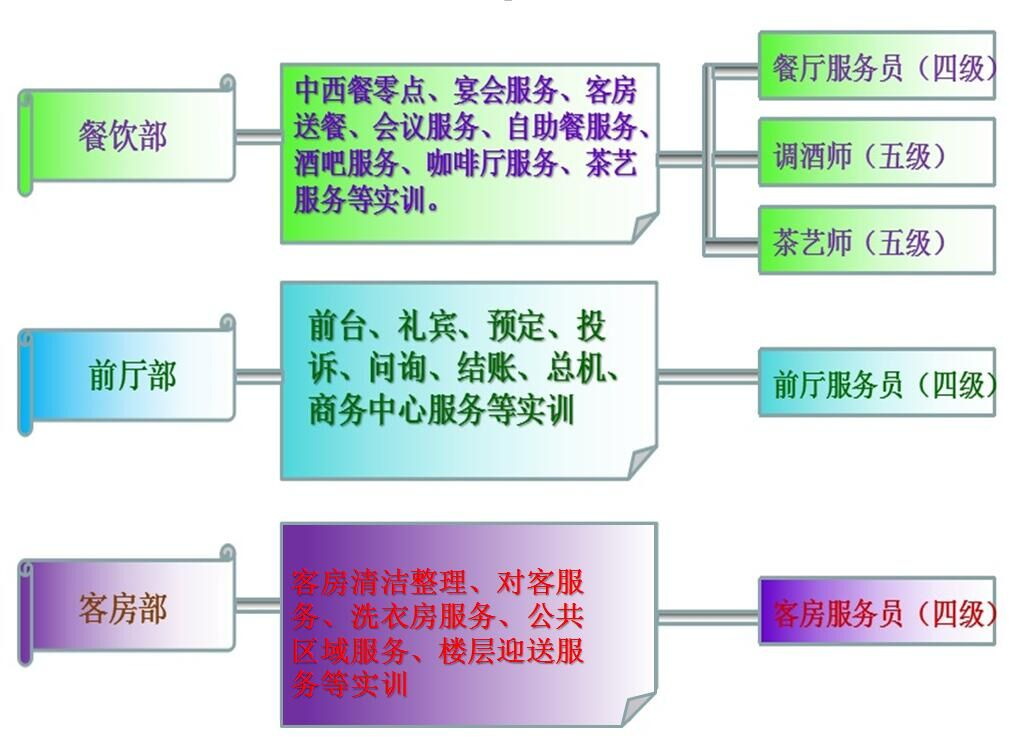 餐饮部
中西餐零点、宴会服务、客房
送餐、会议服务、自助餐服务、
酒吧服务、咖啡厅服务、茶艺
服务等实训。
餐厅服务员（四级）
调酒师（五级）
茶艺师（五级）
前厅部
前台、礼宾、预定、投
诉、问询、结账、总机、
商务中心服务等实训
前厅服务员（四级）
客房部
客房清洁整理、对客服
务、洗衣房服务、公共
区域服务、楼层迎送服
务等实训
客房服务员（四级）